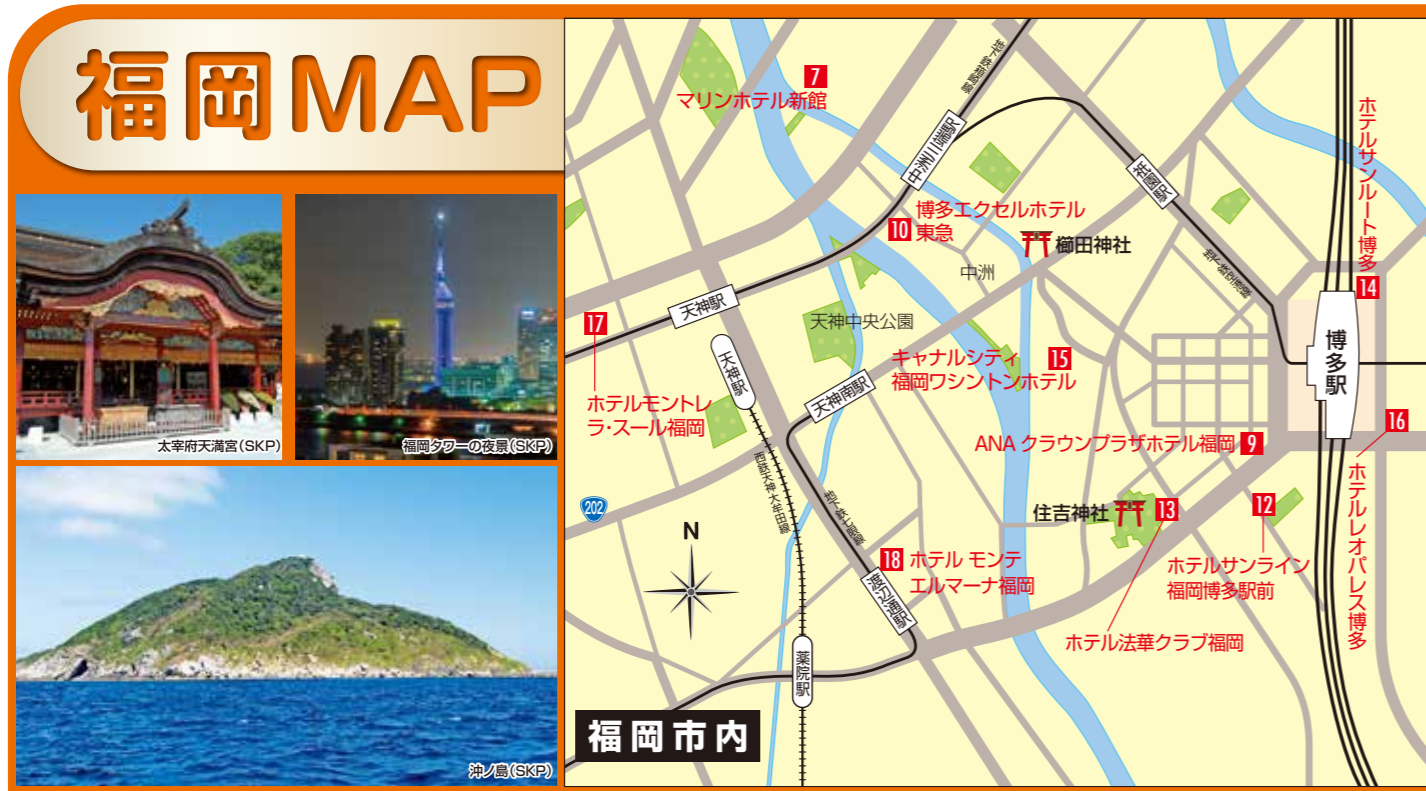 福岡MAP
太宰府天満宮(SKP)
福岡タワーの夜景(SKP)
沖ノ島(SKP)
7
マリンホテル新館
地下鉄箱崎線
中洲川端駅
祇園駅
地下鉄空港線
ホテルサンルート博多
14
博多駅
10
博多エクセルホテル
東急
櫛田神社
中洲
天神駅
17
ホテルモントレ
ラ・スール福岡
天神中央公園
天神駅
天神南駅
キャナルシティ
福岡ワシントンホテル
15
ANA クラウンプラザホテル福岡
9
16
ホテルレオパレス博多
住吉神社
13
12
ホテルサンライン
福岡博多駅前
ホテル法華クラブ福岡
202
N
西鉄天神大牟田線
地下鉄七隈線
18
ホテル モンテ
エルマーナ福岡
渡辺通駅
薬院駅
福岡市内